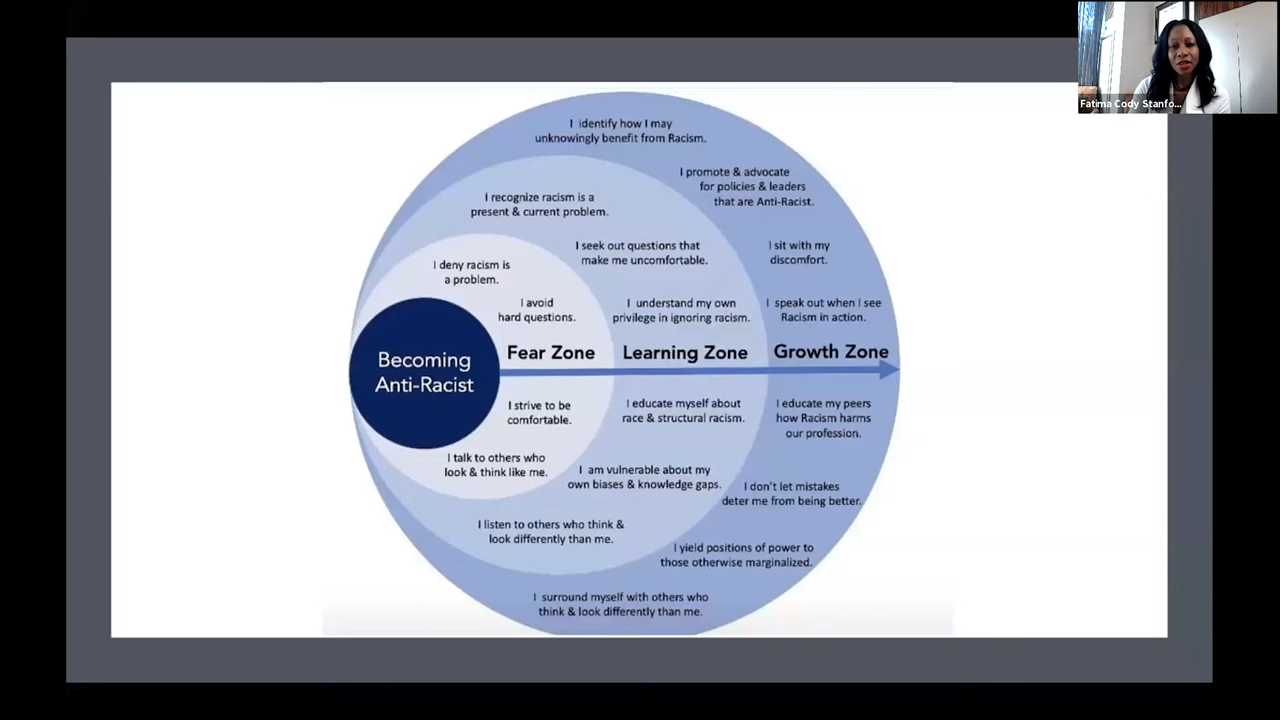 Fatima Cody Stanfo...
I identify how I may
unknowingly benefit from Racism.
I promote & advocate
for policies & leaders
that are Anti-Racist.
I recognize racism is a
present & current problem.
I seek out questions that
make me uncomfortable.
I sit with my
discomfort.
I deny racism is
a problem.
I avoid
hard questions.
I understand my own
privilege in ignoring racism.
I speak out when I see
Racism in action.
Becoming
Anti-Racist
Fear Zone
Learning Zone
Growth Zone
I strive to be
comfortable.
I educate myself about
race & structural racism.
I educate my peers
how Racism harms
our profession.
I talk to others who
look & think like me.
I am vulnerable about my
own biases & knowledge gaps.
I don't let mistakes
deter me from being better.
I listen to others who think &
look differently than me.
I yield positions of power to
those otherwise marginalized.
I surround myself with others who
think & look differently than me.